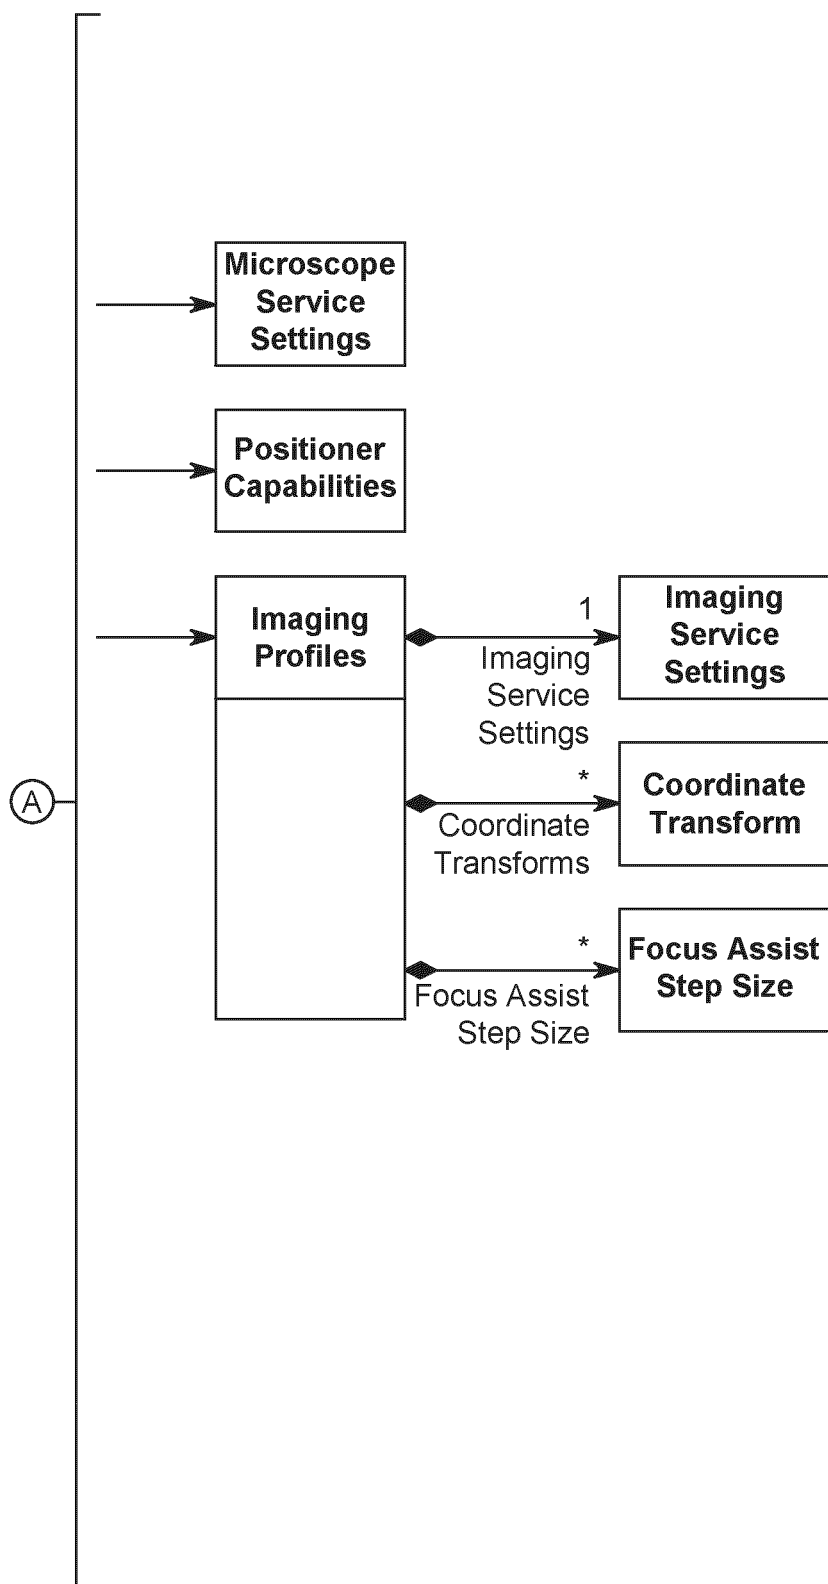 Microscope
Service
Settings
Positioner
Capabilities
Imaging
Profiles
1
Imaging
Service
Settings
Imaging
Service
Settings
A
*
Coordinate
Transforms
Coordinate
Transform
*
Focus Assist
Step Size
Focus Assist
Step Size